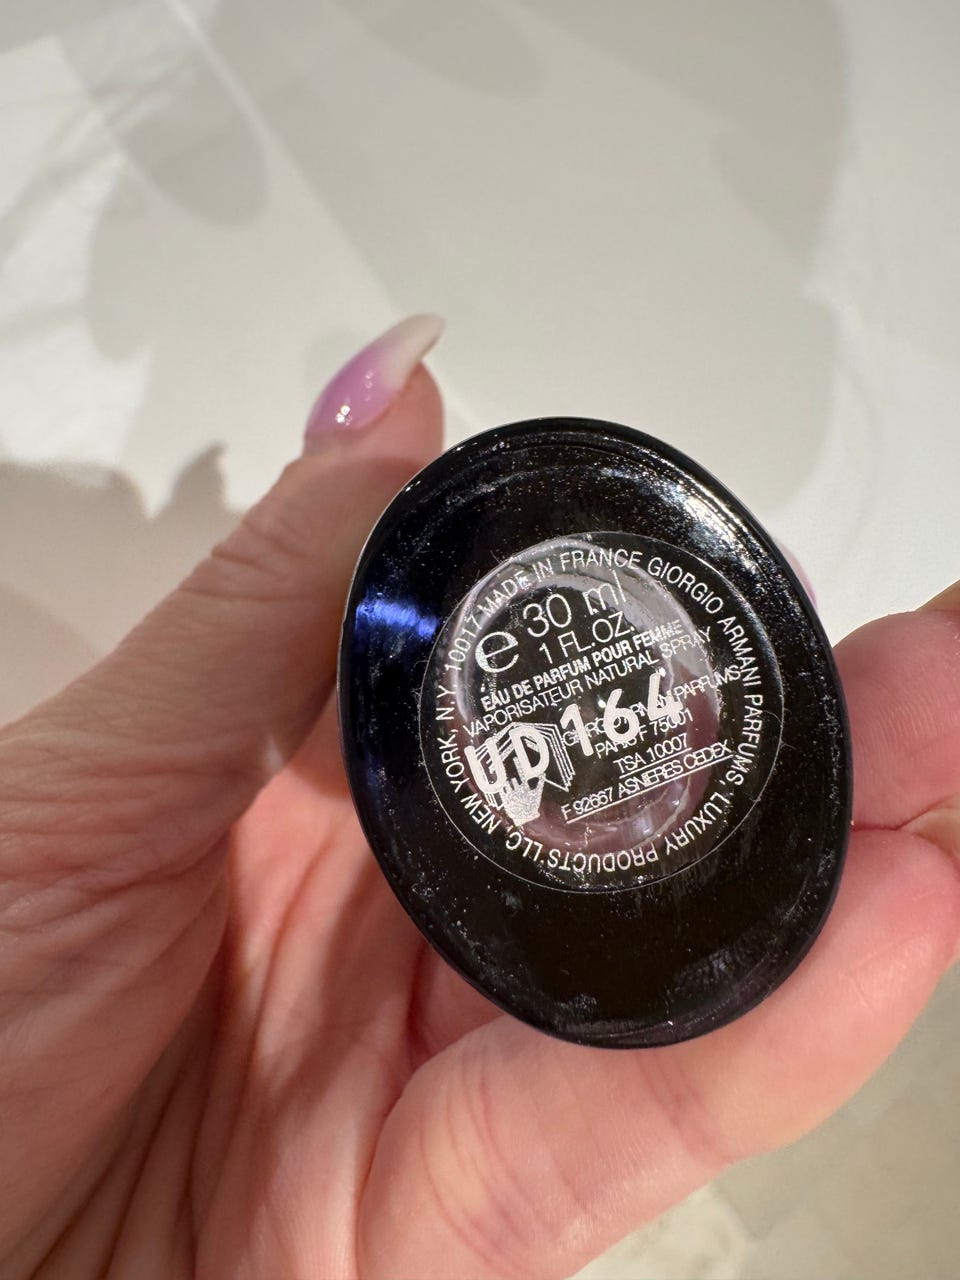 MADE IN FRANCE GIORGIO ARMANI PARFUMS, LUXURY PRODUCTS LLC, NEW YORK, N.Y. 10017
e 30 ml
1 FL.OZ.
EAU DE PARFUM POUR FEMME
VAPORISATEUR NATURAL SPRAY
PARFUMS
PARIS F 75001
TSA 10007
F 92667 ASNIERES CEDEX
UD 164